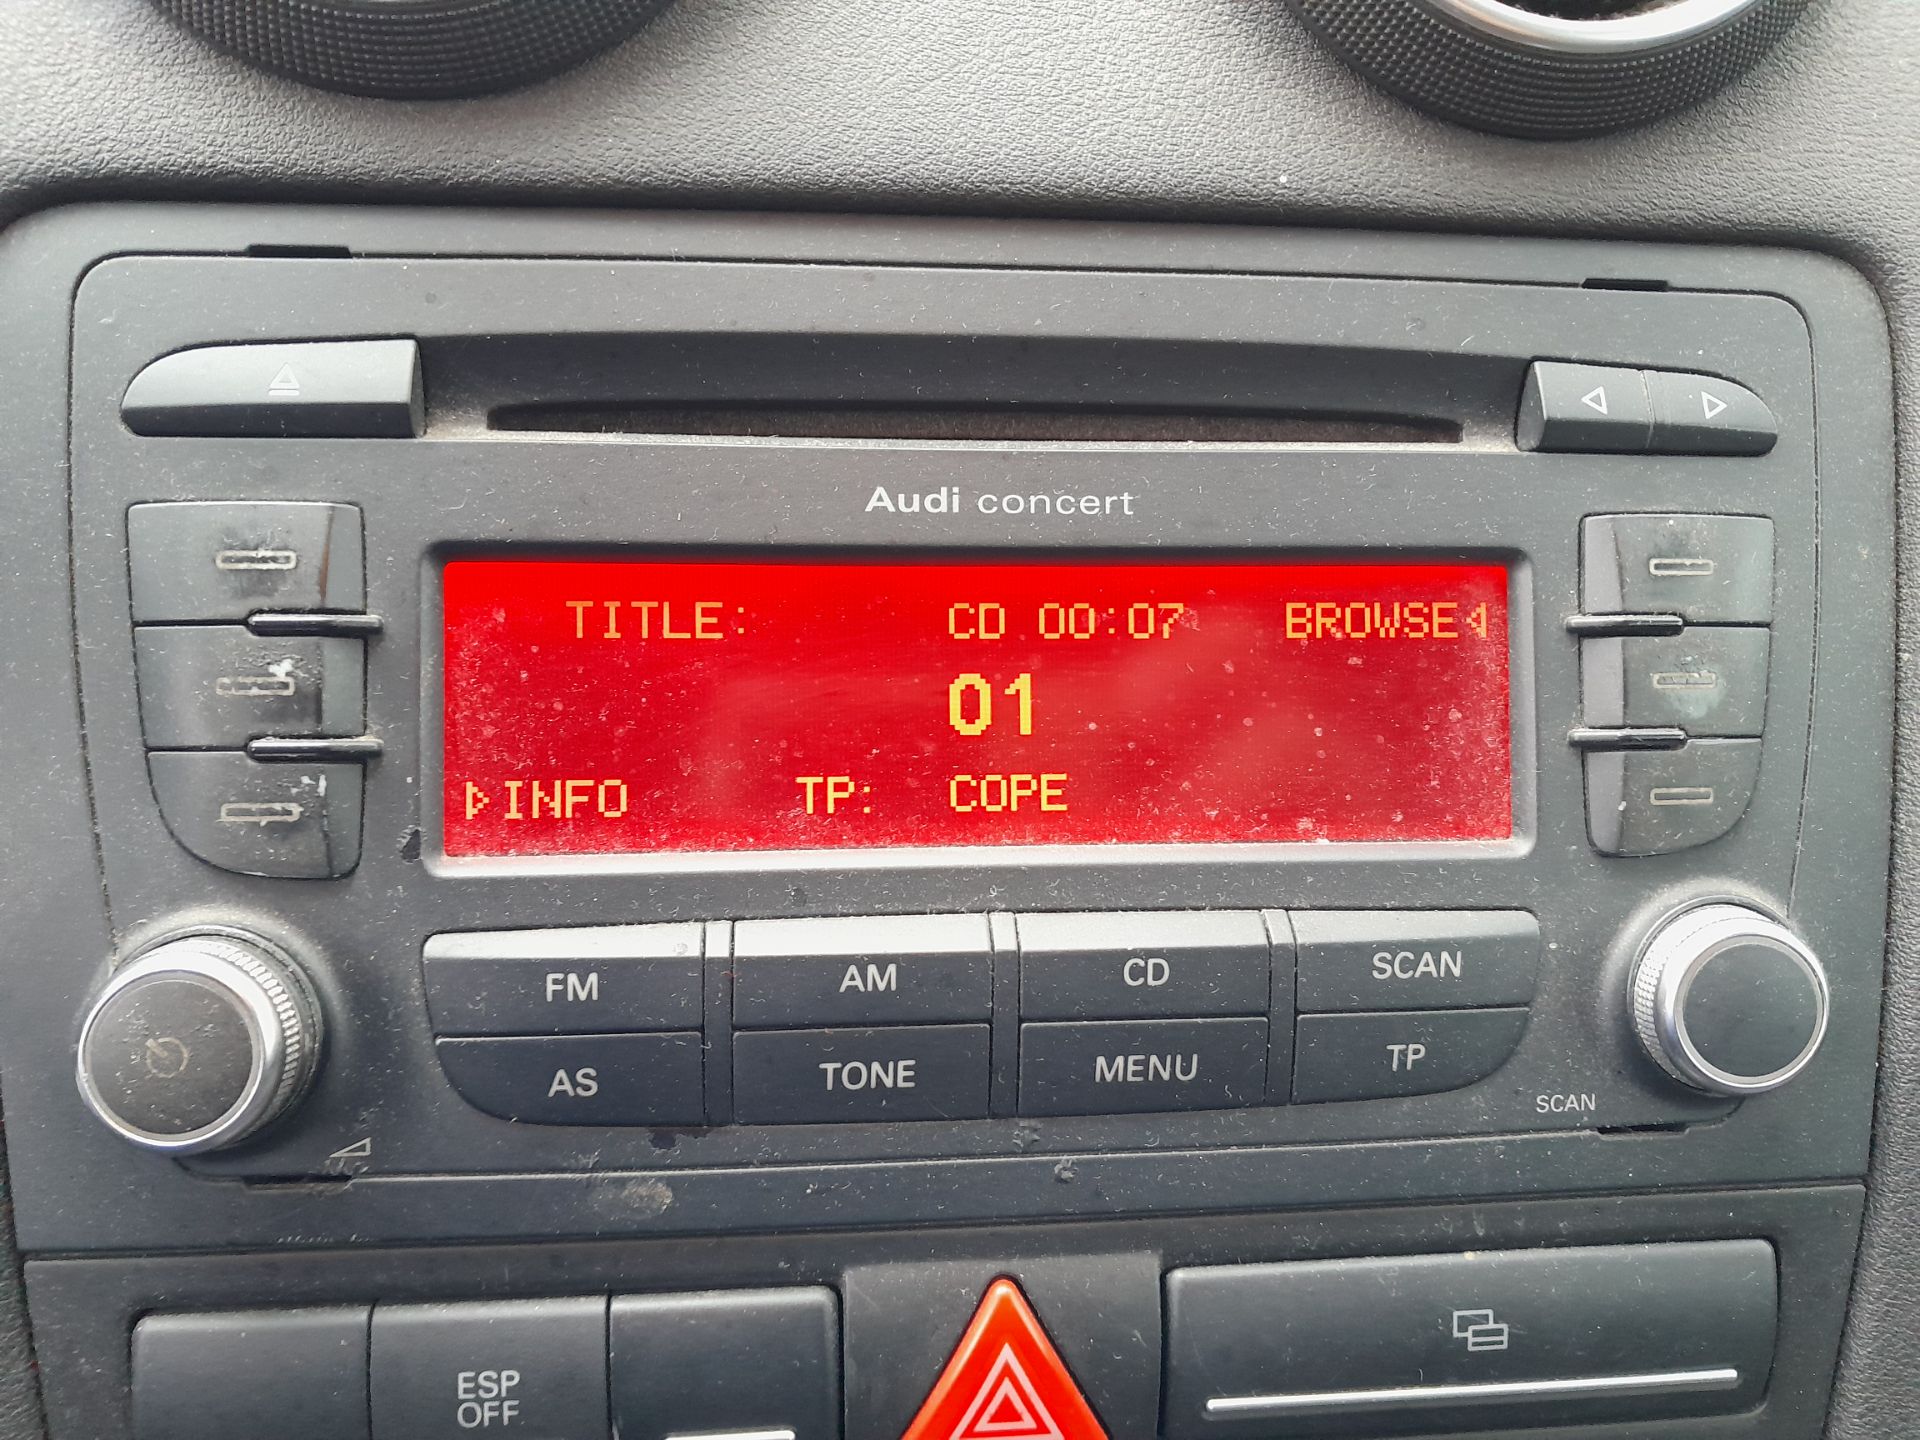 Audi concert
TITLE: CD 00:07 BROWSE
01
INFO TP: COPE
FM AM CD SCAN
AS TONE MENU TP
SCAN
ESP
OFF